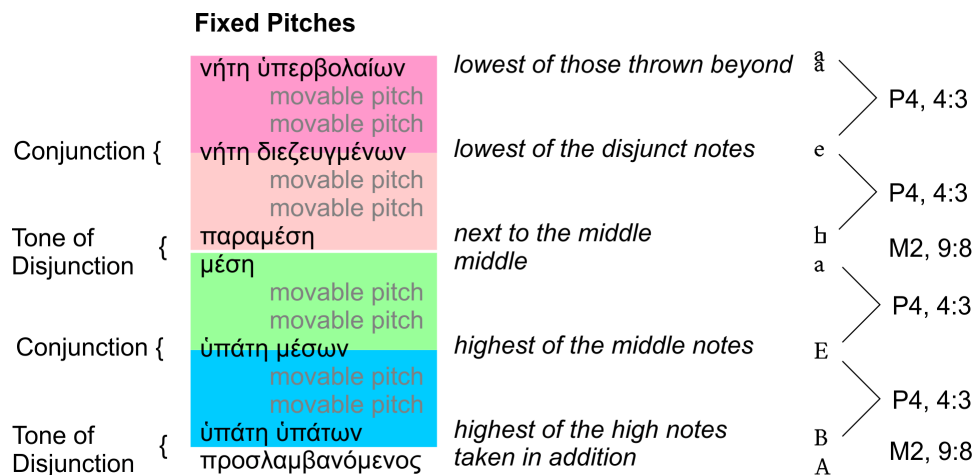 Fixed Pitches
νήτη ὑπερβολαίων lowest of those thrown beyond a a
movable pitch
P4, 4:3
movable pitch
Conjunction { νήτη διεζευγμένων lowest of the disjunct notes e
movable pitch
P4, 4:3
movable pitch
Tone of Disjunction { παραμέση next to the middle h
M2, 9:8
μέση middle a
movable pitch
P4, 4:3
movable pitch
Conjunction { ὑπάτη μέσων highest of the middle notes E
movable pitch
P4, 4:3
movable pitch
Tone of Disjunction { ὑπάτη ὑπάτων highest of the high notes B
M2, 9:8
προσλαμβανόμενος taken in addition A